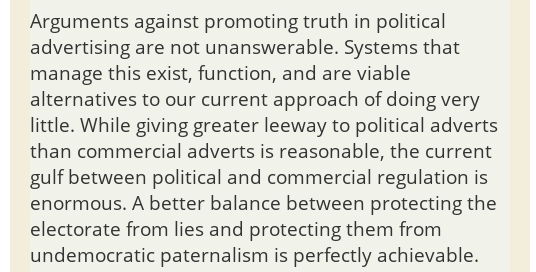 Arguments against promoting truth in political
advertising are not unanswerable. Systems that
manage this exist, function, and are viable
alternatives to our current approach of doing very
little. While giving greater leeway to political adverts
than commercial adverts is reasonable, the current
gulf between political and commercial regulation is
enormous. A better balance between protecting the
electorate from lies and protecting them from
undemocratic paternalism is perfectly achievable.